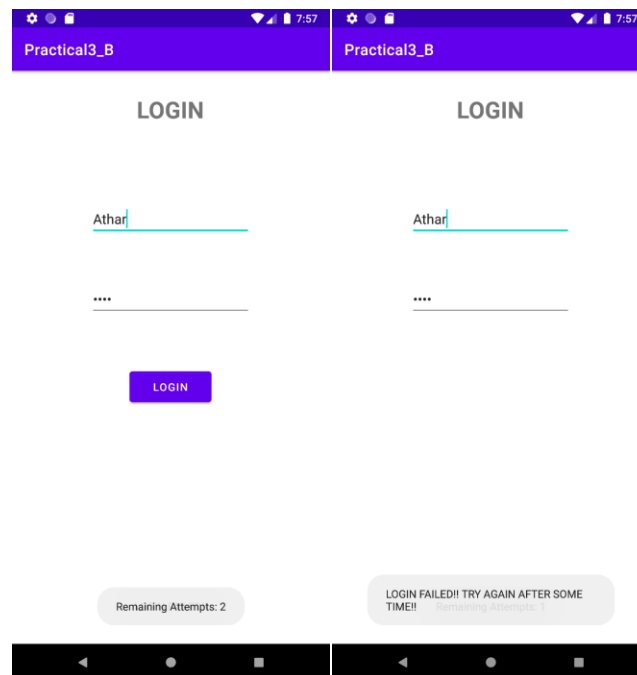 7:57
Practical3_B
LOGIN
Athar
••••
LOGIN
Remaining Attempts: 2
7:57
Practical3_B
LOGIN
Athar
••••
LOGIN FAILED!! TRY AGAIN AFTER SOME
TIME!!
Remaining Attempts: 1